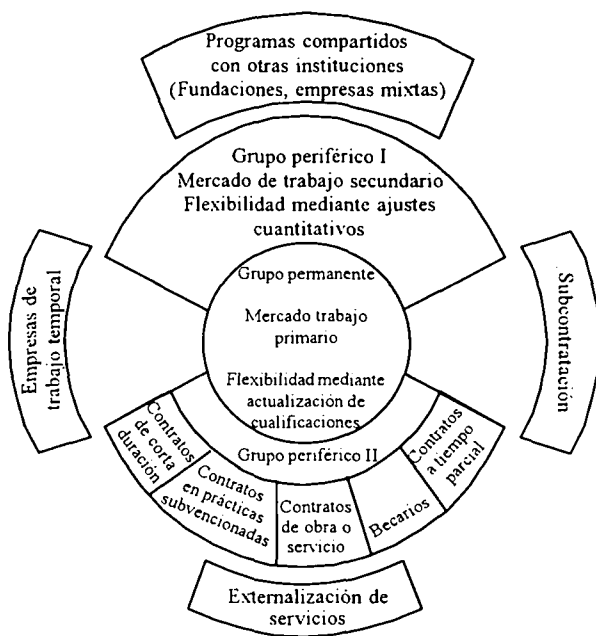 Programas compartidos
con otras instituciones
(Fundaciones, empresas mixtas)
Grupo periférico I
Mercado de trabajo secundario
Flexibilidad mediante ajustes
cuantitativos
Empresas de
trabajo temporal
Grupo permanente
Mercado trabajo
primario
Flexibilidad mediante
actualización de
cualificaciones
Subcontratación
Grupo periférico II
Contratos
de corta
duración
Contratos
en prácticas
subvencionadas
Contratos
de obra o
servicio
Becarios
Contratos
a tiempo
parcial
Externalización de
servicios